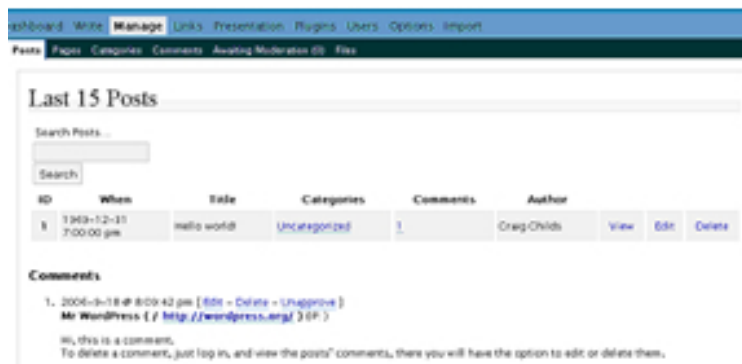 Dashboard Write Manage Links Presentation Plugins Users Options Import
Posts Pages Categories Comments Awaiting Moderation (0) Files
Last 15 Posts
Search Posts...
Search
ID When Title Categories Comments Author
1 1969-12-31 7:00:00 pm Hello world! Uncategorized 1 Craig Childs View Edit Delete
Comments
1. 2006-9-18 @ 8:09:42 pm [ Edit - Delete - Unapprove ]
Mr WordPress ( / http://wordpress.org/ ) (IP: )
Hi, this is a comment.
To delete a comment, just log in, and view the posts' comments, there you will have the option to edit or delete them.